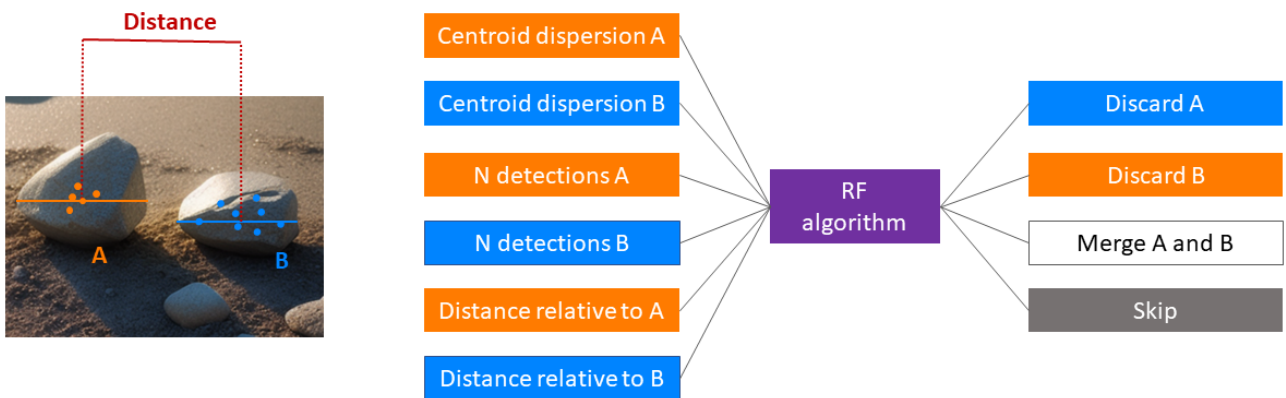 Distance
A
B
Centroid dispersion A
Centroid dispersion B
N detections A
N detections B
Distance relative to A
Distance relative to B
RF
algorithm
Discard A
Discard B
Merge A and B
Skip